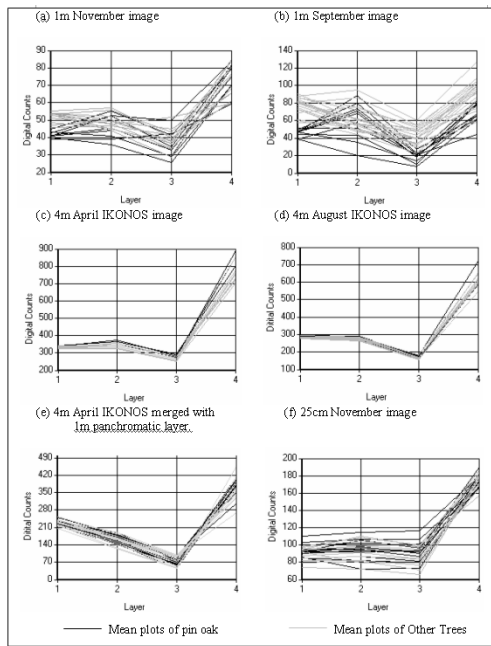 (a) 1m November image
(b) 1m September image
Digital Counts
90
80
70
60
50
40
30
20
1 2 3 4
Layer
Digital Counts
140
120
100
80
60
40
20
0
1 2 3 4
Layer
(c) 4m April IKONOS image
(d) 4m August IKONOS image
Digital Counts
900
800
700
600
500
400
300
200
1 2 3 4
Layer
Digital Counts
800
700
600
500
400
300
200
100
1 2 3 4
Layer
(e) 4m April IKONOS merged with
1m panchromatic layer.
(f) 25cm November image
Digital Counts
490
420
350
280
210
140
70
0
1 2 3 4
Layer
Digital Counts
200
180
160
140
120
100
80
60
1 2 3 4
Layer
Mean plots of pin oak
Mean plots of Other Trees